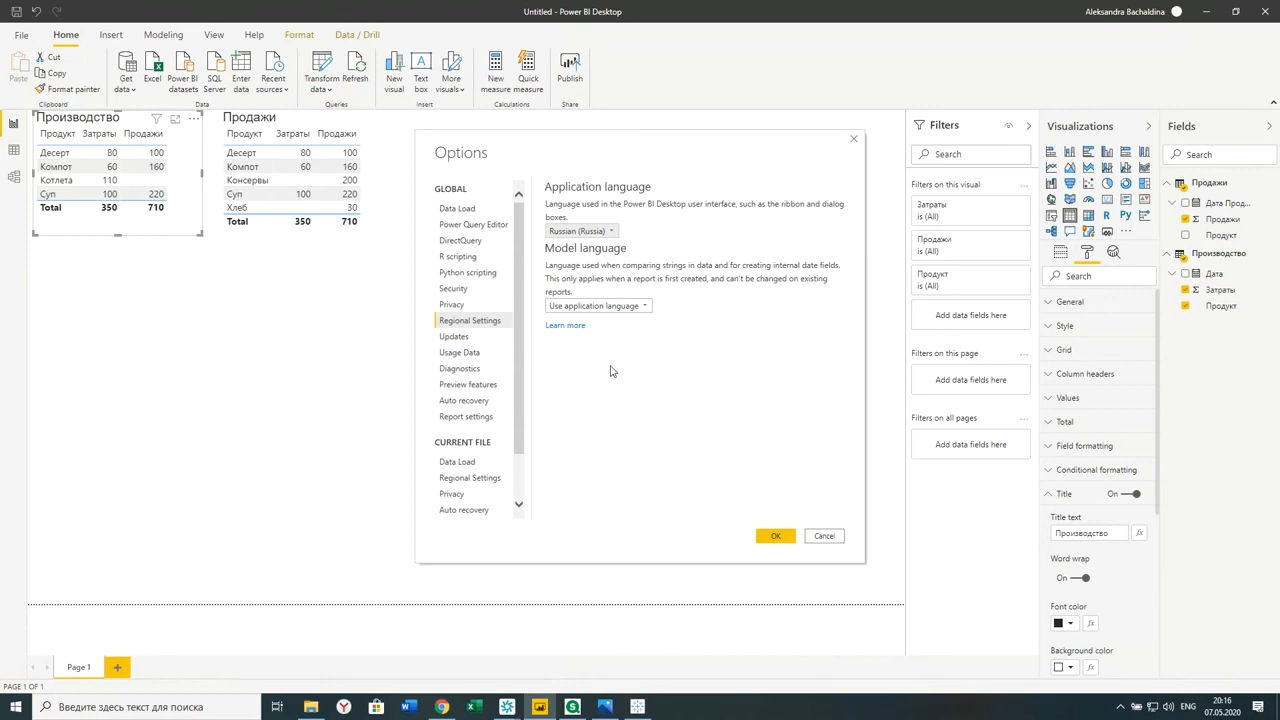 Untitled - Power BI Desktop
Aleksandra Bachaldina
File Home Insert Modeling View Help Format Data / Drill
Paste
Cut
Copy
Format painter
Clipboard
Get data
Excel
Power BI datasets
SQL Server
Enter data
Recent sources
Data
Transform data
Refresh
Queries
New visual
Text box
More visuals
Insert
New measure
Quick measure
Calculations
Publish
Share
Производство
Продукт Затраты Продажи
Десерт 80 100
Компот 60 160
Котлета 110
Суп 100 220
Total 350 710
Продажи
Продукт Затраты Продажи
Десерт 80 100
Компот 60 160
Консервы 200
Суп 100 220
Хлеб 30
Total 350 710
Options
GLOBAL
Data Load
Power Query Editor
DirectQuery
R scripting
Python scripting
Security
Privacy
Regional Settings
Updates
Usage Data
Diagnostics
Preview features
Auto recovery
Report settings
CURRENT FILE
Data Load
Regional Settings
Privacy
Auto recovery
Application language
Language used in the Power BI Desktop user interface, such as the ribbon and dialog
boxes.
Russian (Russia)
Model language
Language used when comparing strings in data and for creating internal date fields.
This only applies when a report is first created, and can't be changed on existing
reports.
Use application language
Learn more
OK
Cancel
Filters
Search
Filters on this visual
Затраты
is (All)
Продажи
is (All)
Продукт
is (All)
Add data fields here
Filters on this page
Add data fields here
Filters on all pages
Add data fields here
Visualizations
R
Py
Search
General
Style
Grid
Column headers
Values
Total
Field formatting
Conditional formatting
Title On
Title text
Производство
fx
Word wrap
On
Font color
fx
Background color
fx
Fields
Search
Продажи
Дата Прод...
Продажи
Продукт
Производство
Дата
Затраты
Продукт
Page 1
PAGE 1 OF 1
Введите здесь текст для поиска
ENG
20:16
07.05.2020